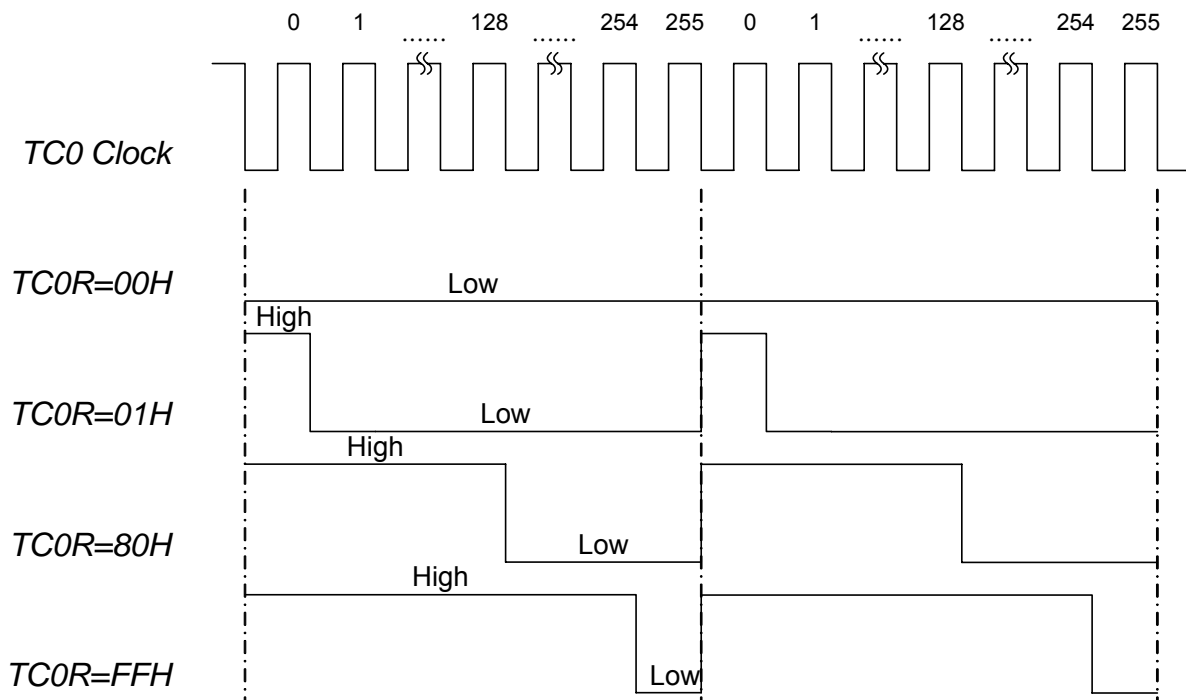 0 1 ...... 128 ...... 254 255 0 1 ...... 128 ...... 254 255
TC0 Clock
TC0R=00H
Low
High
TC0R=01H
Low
High
TC0R=80H
Low
High
TC0R=FFH
Low